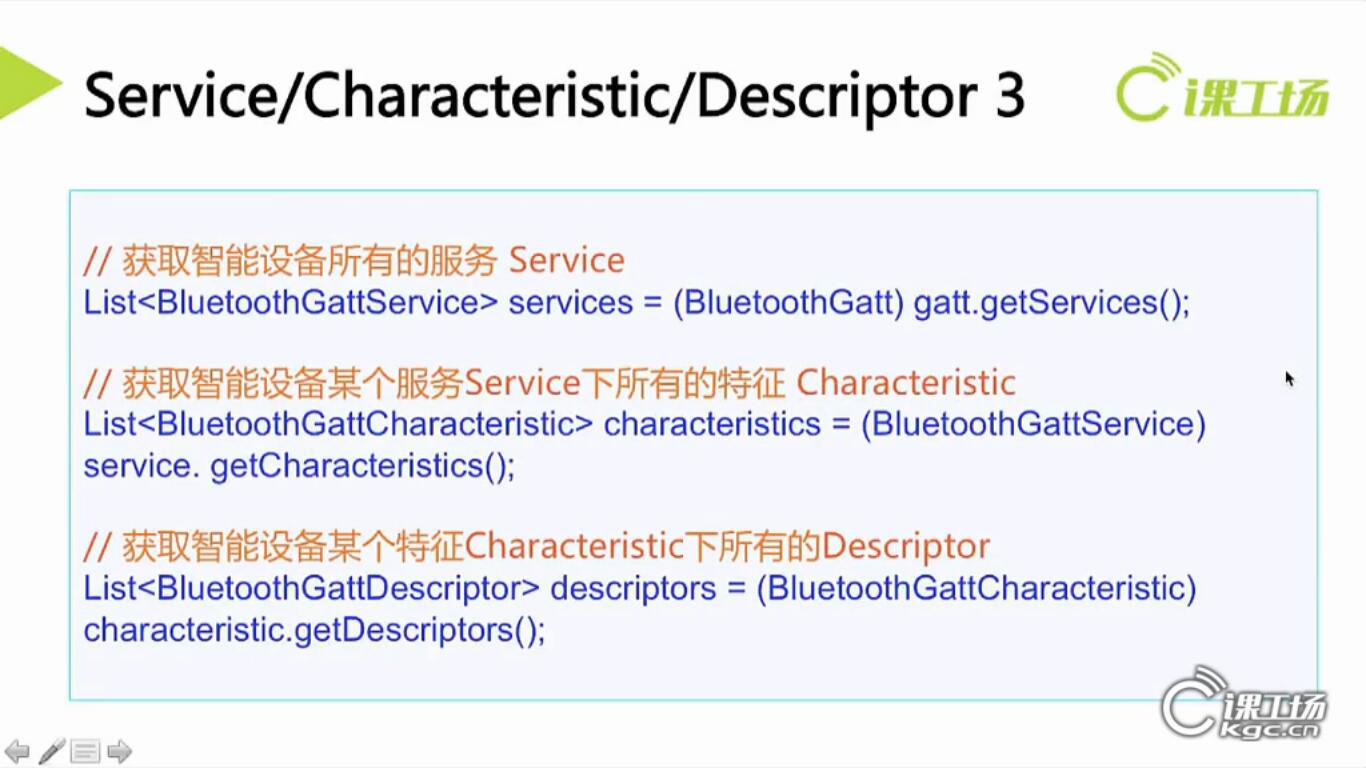 Service/Characteristic/Descriptor 3
课工场
// 获取智能设备所有的服务 Service
List<BluetoothGattService> services = (BluetoothGatt) gatt.getServices();
// 获取智能设备某个服务Service下所有的特征 Characteristic
List<BluetoothGattCharacteristic> characteristics = (BluetoothGattService)
service. getCharacteristics();
// 获取智能设备某个特征Characteristic下所有的Descriptor
List<BluetoothGattDescriptor> descriptors = (BluetoothGattCharacteristic)
characteristic.getDescriptors();
课工场
kgc.cn